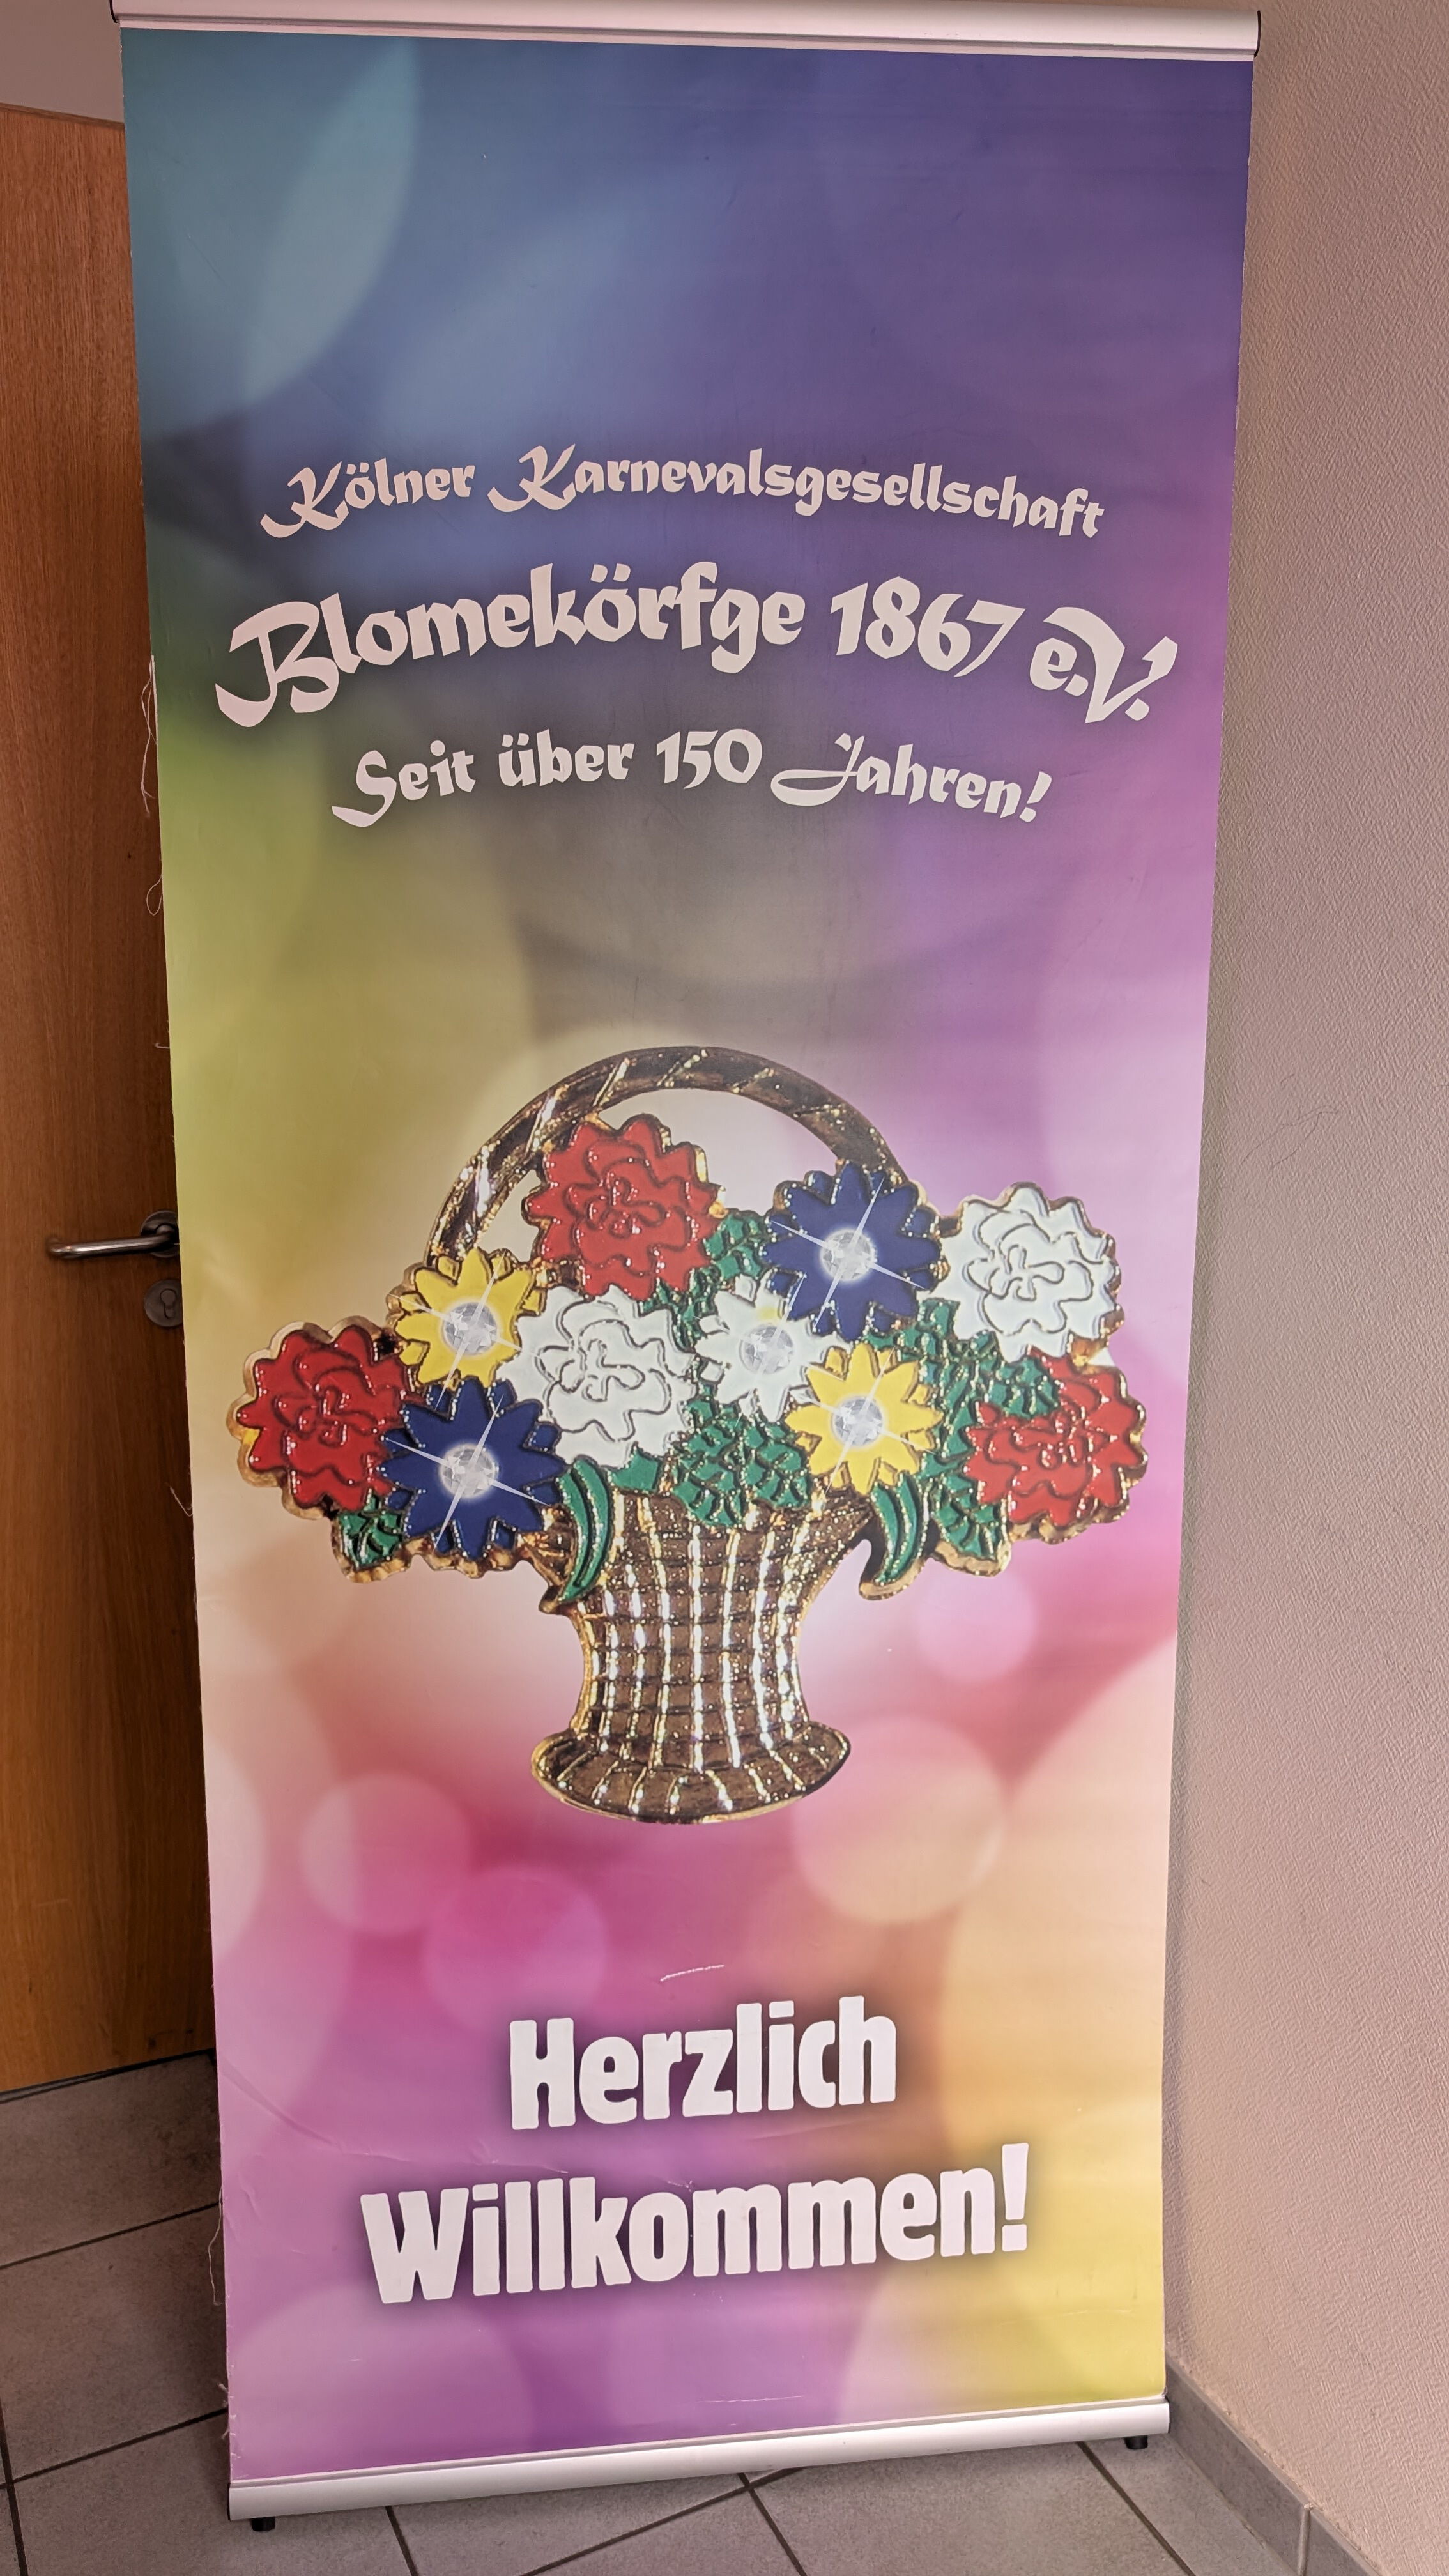 Kölner Karnevalsgesellschaft
Blomekörfge 1867 e.V.
Seit über 150 Jahren!
Herzlich
Willkommen!